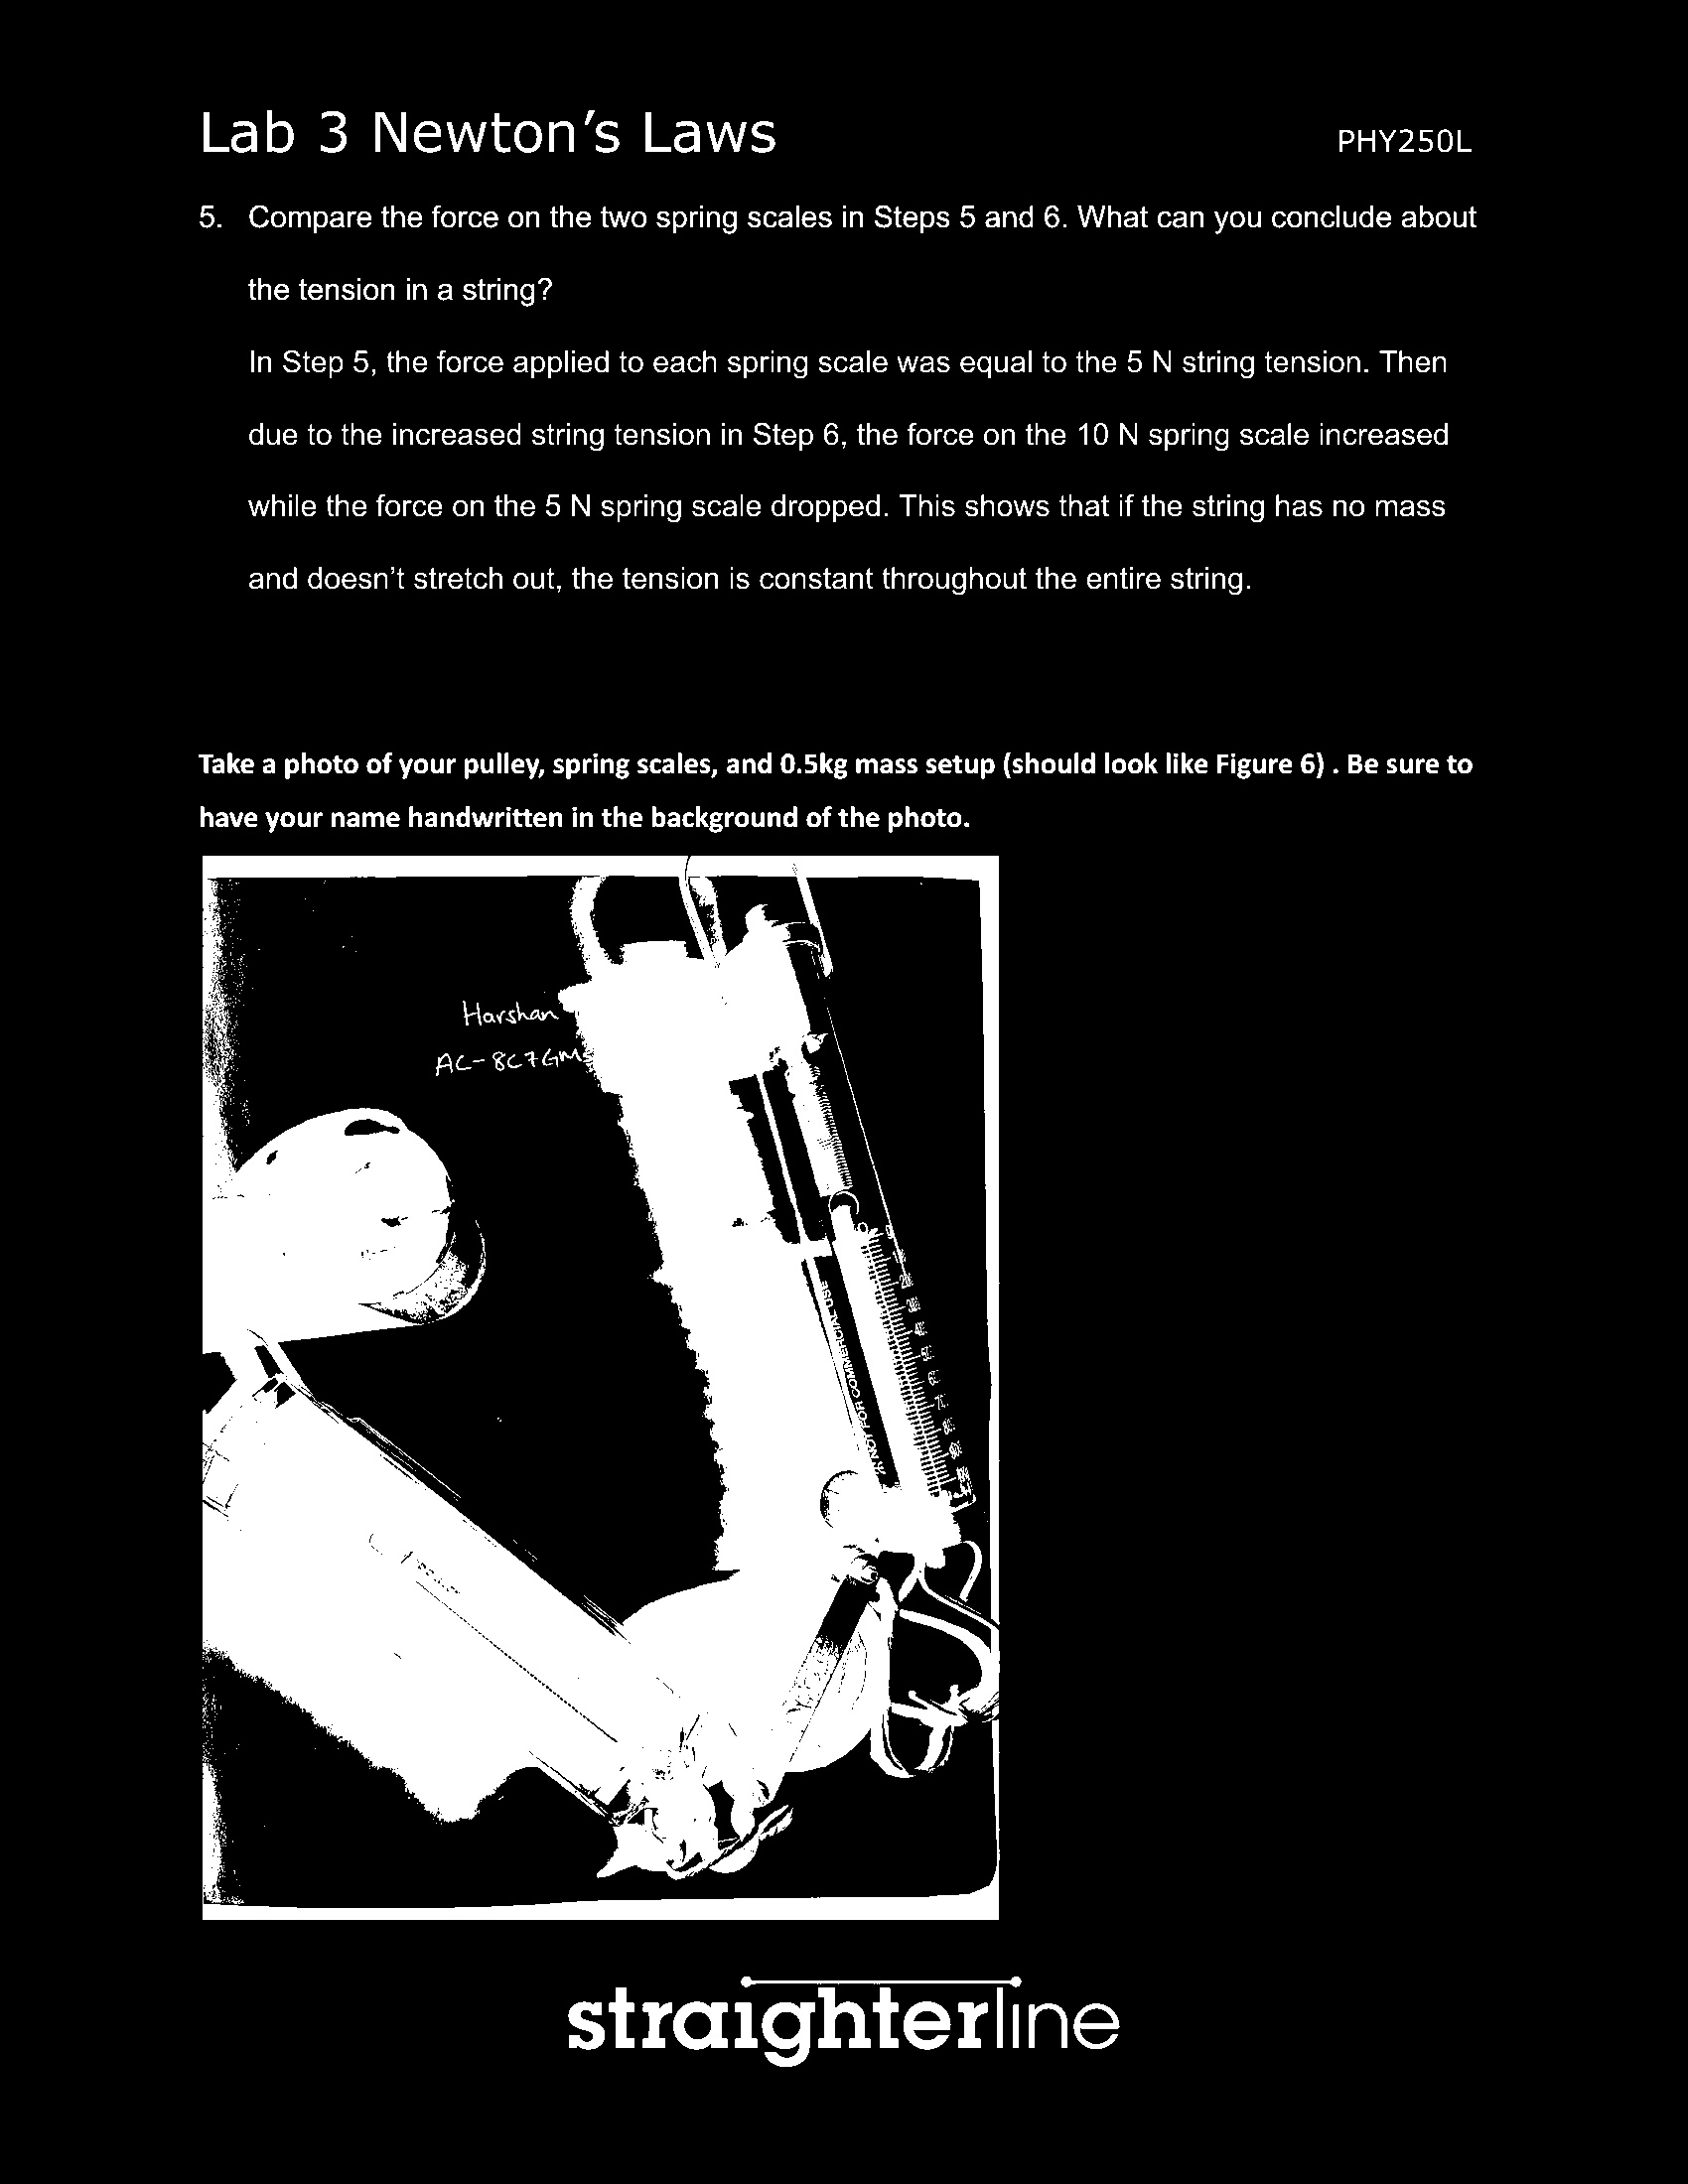 Lab 3 Newton’s Laws
PHY250L
5. Compare the force on the two spring scales in Steps 5 and 6. What can you conclude about
the tension in a string?
In Step 5, the force applied to each spring scale was equal to the 5 N string tension. Then
due to the increased string tension in Step 6, the force on the 10 N spring scale increased
while the force on the 5 N spring scale dropped. This shows that if the string has no mass
and doesn’t stretch out, the tension is constant throughout the entire string.
Take a photo of your pulley, spring scales, and 0.5kg mass setup (should look like Figure 6) . Be sure to
have your name handwritten in the background of the photo.
Harshan
AC-8C7GM
NOT FOR COMMERCIAL USE
straighterline